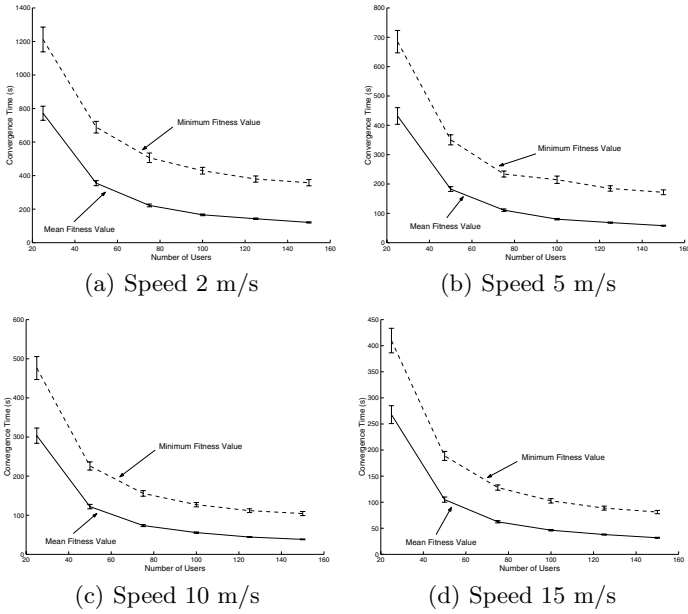 1400
1200
1000
800
600
400
200
0
20 40 60 80 100 120 140 160
Convergence Time (s)
Number of Users
Minimum Fitness Value
Mean Fitness Value
(a) Speed 2 m/s
800
700
600
500
400
300
200
100
0
20 40 60 80 100 120 140 160
Convergence Time (s)
Number of Users
Minimum Fitness Value
Mean Fitness Value
(b) Speed 5 m/s
600
500
400
300
200
100
0
20 40 60 80 100 120 140 160
Convergence Time (s)
Number of Users
Minimum Fitness Value
Mean Fitness Value
(c) Speed 10 m/s
450
400
350
300
250
200
150
100
50
0
20 40 60 80 100 120 140 160
Convergence Time (s)
Number of Users
Minimum Fitness Value
Mean Fitness Value
(d) Speed 15 m/s